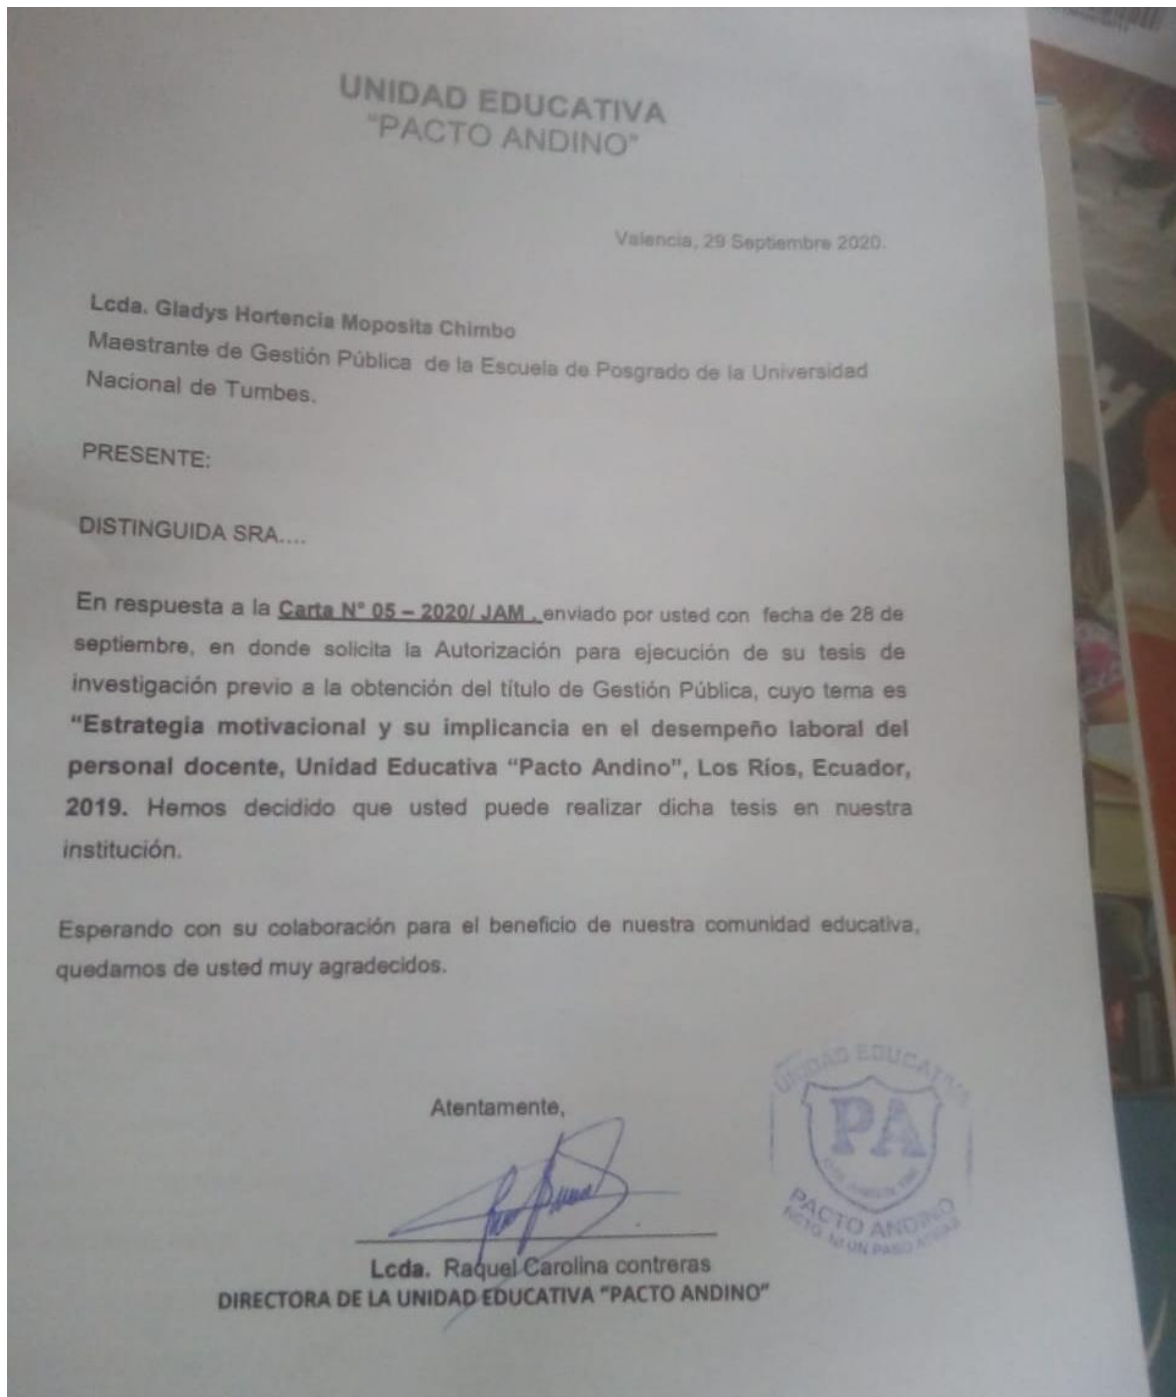 UNIDAD EDUCATIVA
“PACTO ANDINO”
Valencia, 29 Septiembre 2020.
Lcda. Gladys Hortencia Moposita Chimbo
Maestrante de Gestión Pública de la Escuela de Posgrado de la Universidad
Nacional de Tumbes.
PRESENTE:
DISTINGUIDA SRA....
En respuesta a la Carta N° 05 – 2020/ JAM , enviado por usted con fecha de 28 de
septiembre, en donde solicita la Autorización para ejecución de su tesis de
investigación previo a la obtención del título de Gestión Pública, cuyo tema es
“Estrategia motivacional y su implicancia en el desempeño laboral del
personal docente, Unidad Educativa “Pacto Andino”, Los Ríos, Ecuador,
2019. Hemos decidido que usted puede realizar dicha tesis en nuestra
institución.
Esperando con su colaboración para el beneficio de nuestra comunidad educativa,
quedamos de usted muy agradecidos.
Atentamente,
Lcda. Raquel Carolina contreras
DIRECTORA DE LA UNIDAD EDUCATIVA “PACTO ANDINO”
UNIDAD EDUCATIVA
PA
PACTO ANDINO
NI UN PASO ATRAS